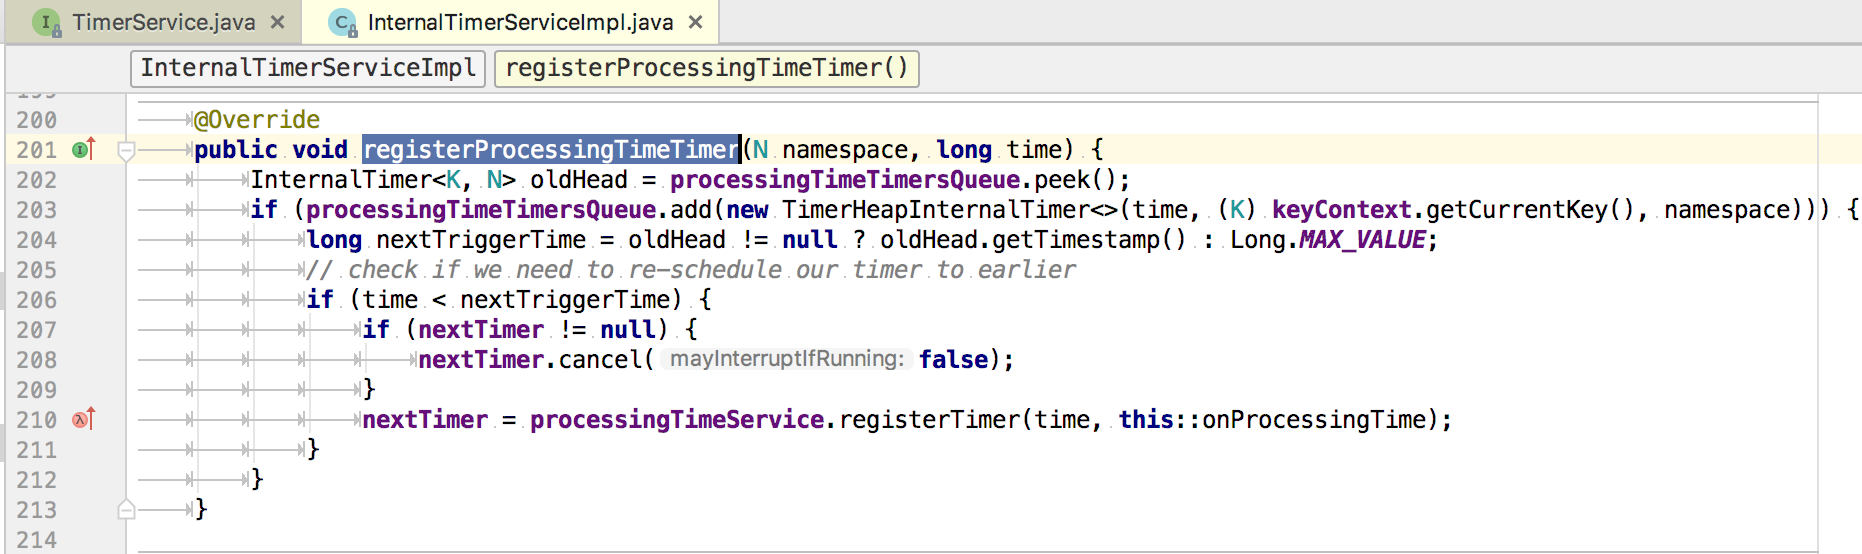 TimerService.java
InternalTimerServiceImpl.java
InternalTimerServiceImpl registerProcessingTimeTimer()
199
200 @Override
201 public void registerProcessingTimeTimer(N namespace, long time) {
202 InternalTimer<K, N> oldHead = processingTimeTimersQueue.peek();
203 if (processingTimeTimersQueue.add(new TimerHeapInternalTimer<>(time, (K) keyContext.getCurrentKey(), namespace))) {
204 long nextTriggerTime = oldHead != null ? oldHead.getTimestamp() : Long.MAX_VALUE;
205 // check if we need to re-schedule our timer to earlier
206 if (time < nextTriggerTime) {
207 if (nextTimer != null) {
208 nextTimer.cancel( mayInterruptIfRunning: false);
209 }
210 nextTimer = processingTimeService.registerTimer(time, this::onProcessingTime);
211 }
212 }
213 }
214